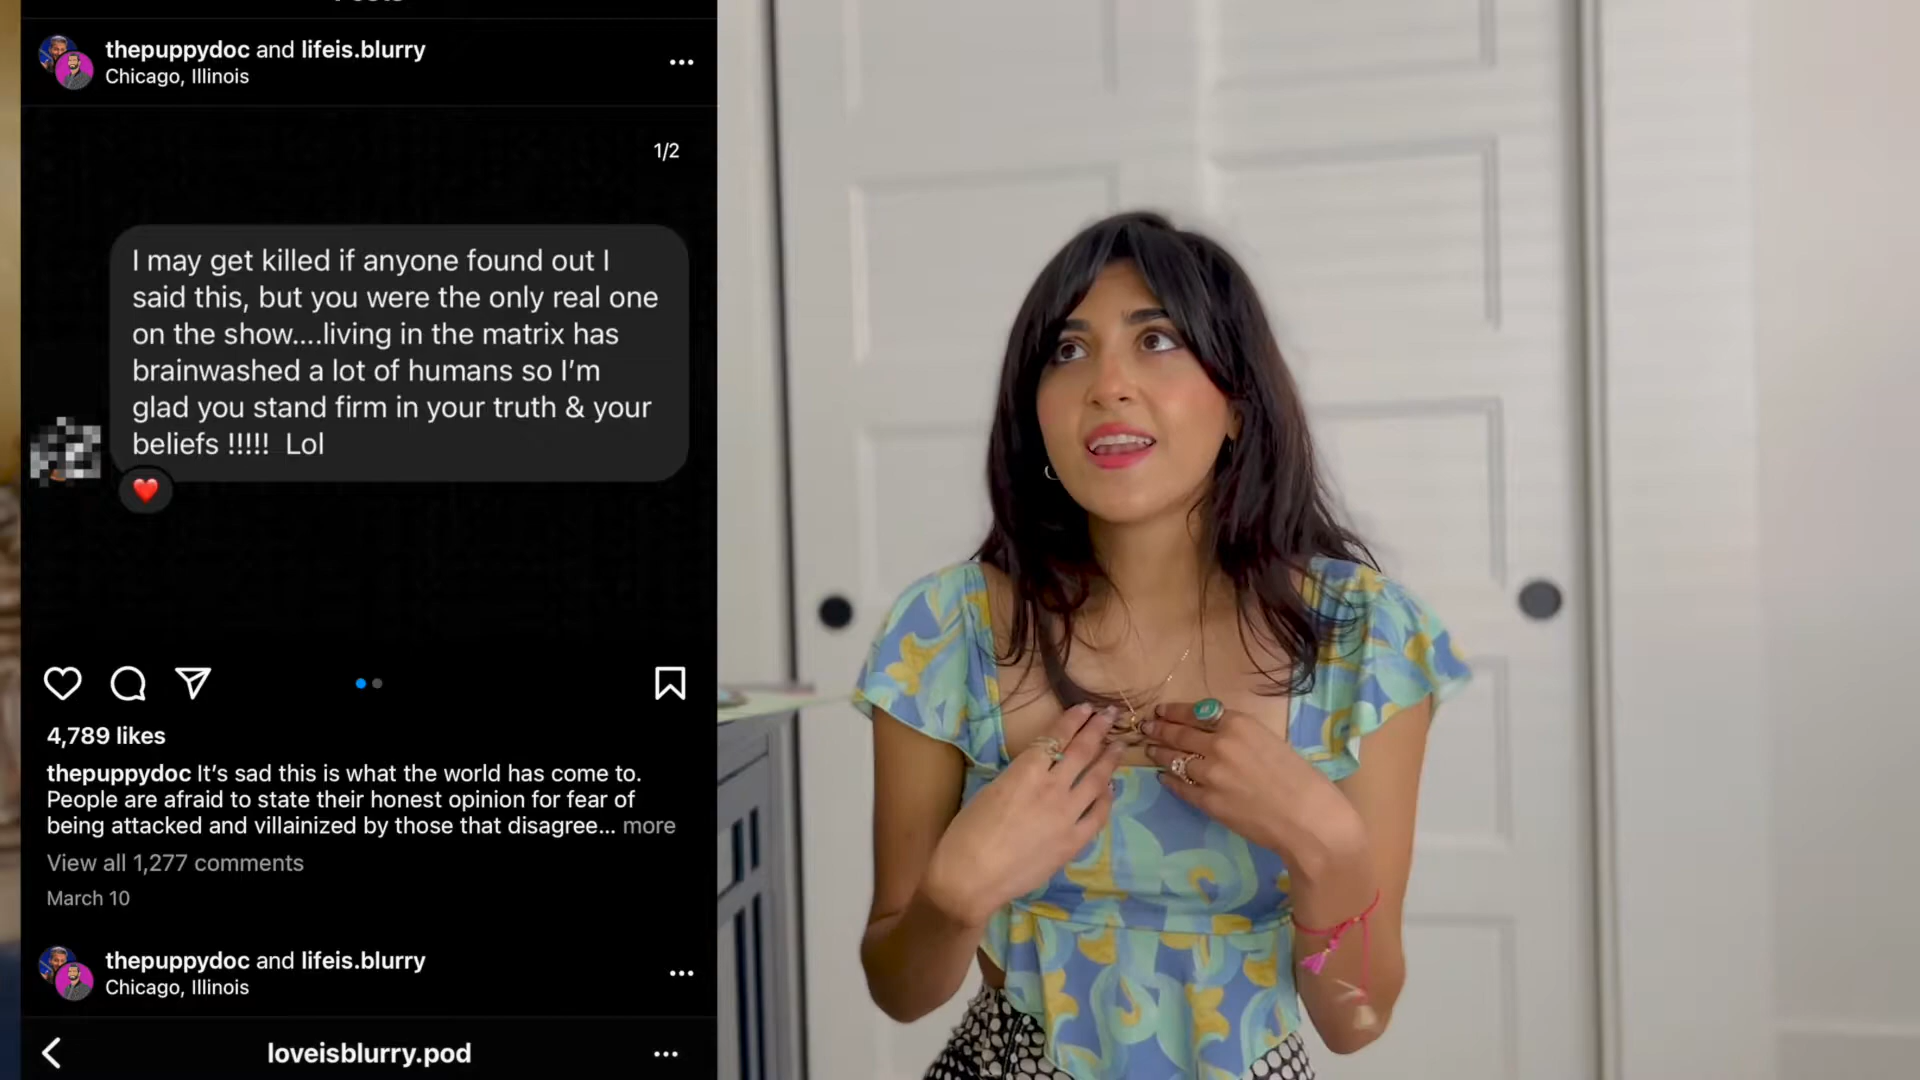 thepuppydoc and lifeis.blurry
Chicago, Illinois
1/2
I may get killed if anyone found out I
said this, but you were the only real one
on the show....living in the matrix has
brainwashed a lot of humans so I’m
glad you stand firm in your truth & your
beliefs !!!!!  Lol
4,789 likes
thepuppydoc It’s sad this is what the world has come to.
People are afraid to state their honest opinion for fear of
being attacked and villainized by those that disagree... more
View all 1,277 comments
March 10
thepuppydoc and lifeis.blurry
Chicago, Illinois
loveisblurry.pod